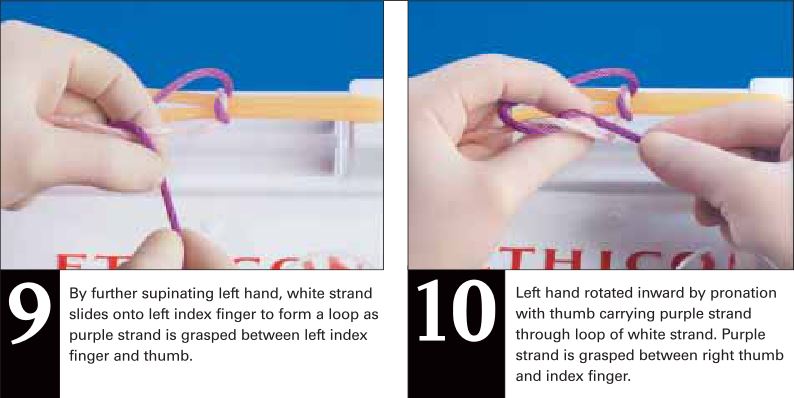 ETHICON
THICO
9
By further supinating left hand, white strand
slides onto left index finger to form a loop as
purple strand is grasped between left index
finger and thumb.
10
Left hand rotated inward by pronation
with thumb carrying purple strand
through loop of white strand. Purple
strand is grasped between right thumb
and index finger.